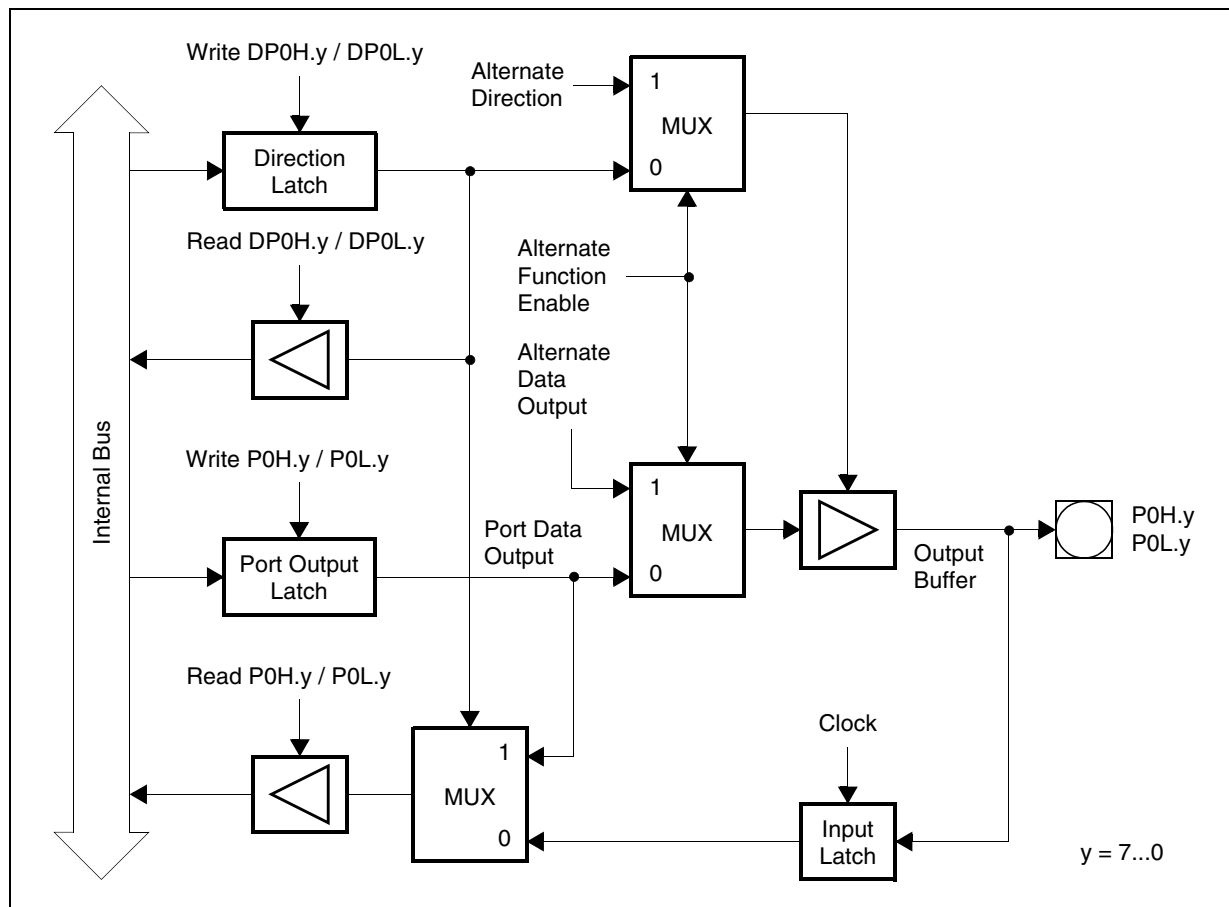 Write DP0H.y / DP0L.y
Alternate
Direction
1
MUX
0
Direction
Latch
Read DP0H.y / DP0L.y
Alternate
Function
Enable
Alternate
Data
Output
Internal Bus
Write P0H.y / P0L.y
1
MUX
0
Port Data
Output
Port Output
Latch
Output
Buffer
P0H.y
P0L.y
Read P0H.y / P0L.y
1
MUX
0
Clock
Input
Latch
y = 7...0